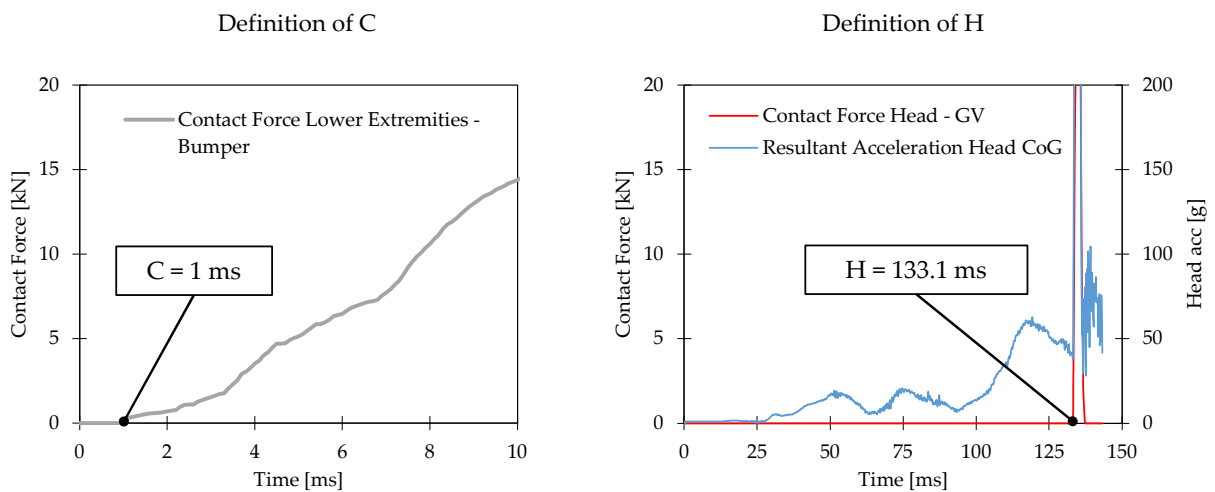 Definition of C
20
15
10
5
0
0 2 4 6 8 10
Contact Force [kN]
Time [ms]
Contact Force Lower Extremities -
Bumper
C = 1 ms
Definition of H
20
15
10
5
0
0 25 50 75 100 125 150
200
150
100
50
0
Contact Force [kN]
Time [ms]
Head acc [g]
Contact Force Head - GV
Resultant Acceleration Head CoG
H = 133.1 ms